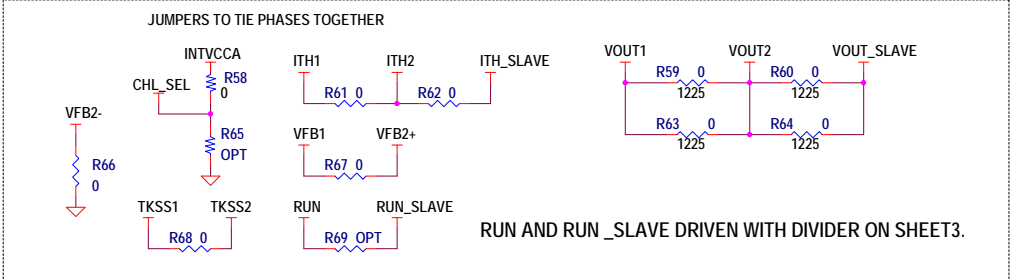 JUMPERS TO TIE PHASES TOGETHER
INTVCCA
R58
0
CHL_SEL
R65
OPT
VFB2-
R66
0
ITH1 ITH2 ITH_SLAVE
R61 0 R62 0
VFB1 VFB2+
R67 0
TKSS1 TKSS2
R68 0
RUN RUN_SLAVE
R69 OPT
VOUT1 VOUT2 VOUT_SLAVE
R59 0 R60 0
1225 1225
R63 0 R64 0
1225 1225
RUN AND RUN _SLAVE DRIVEN WITH DIVIDER ON SHEET3.